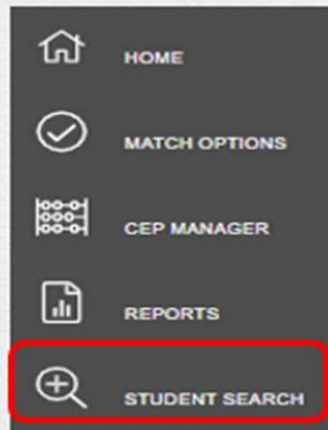 HOME
MATCH OPTIONS
CEP MANAGER
REPORTS
STUDENT SEARCH